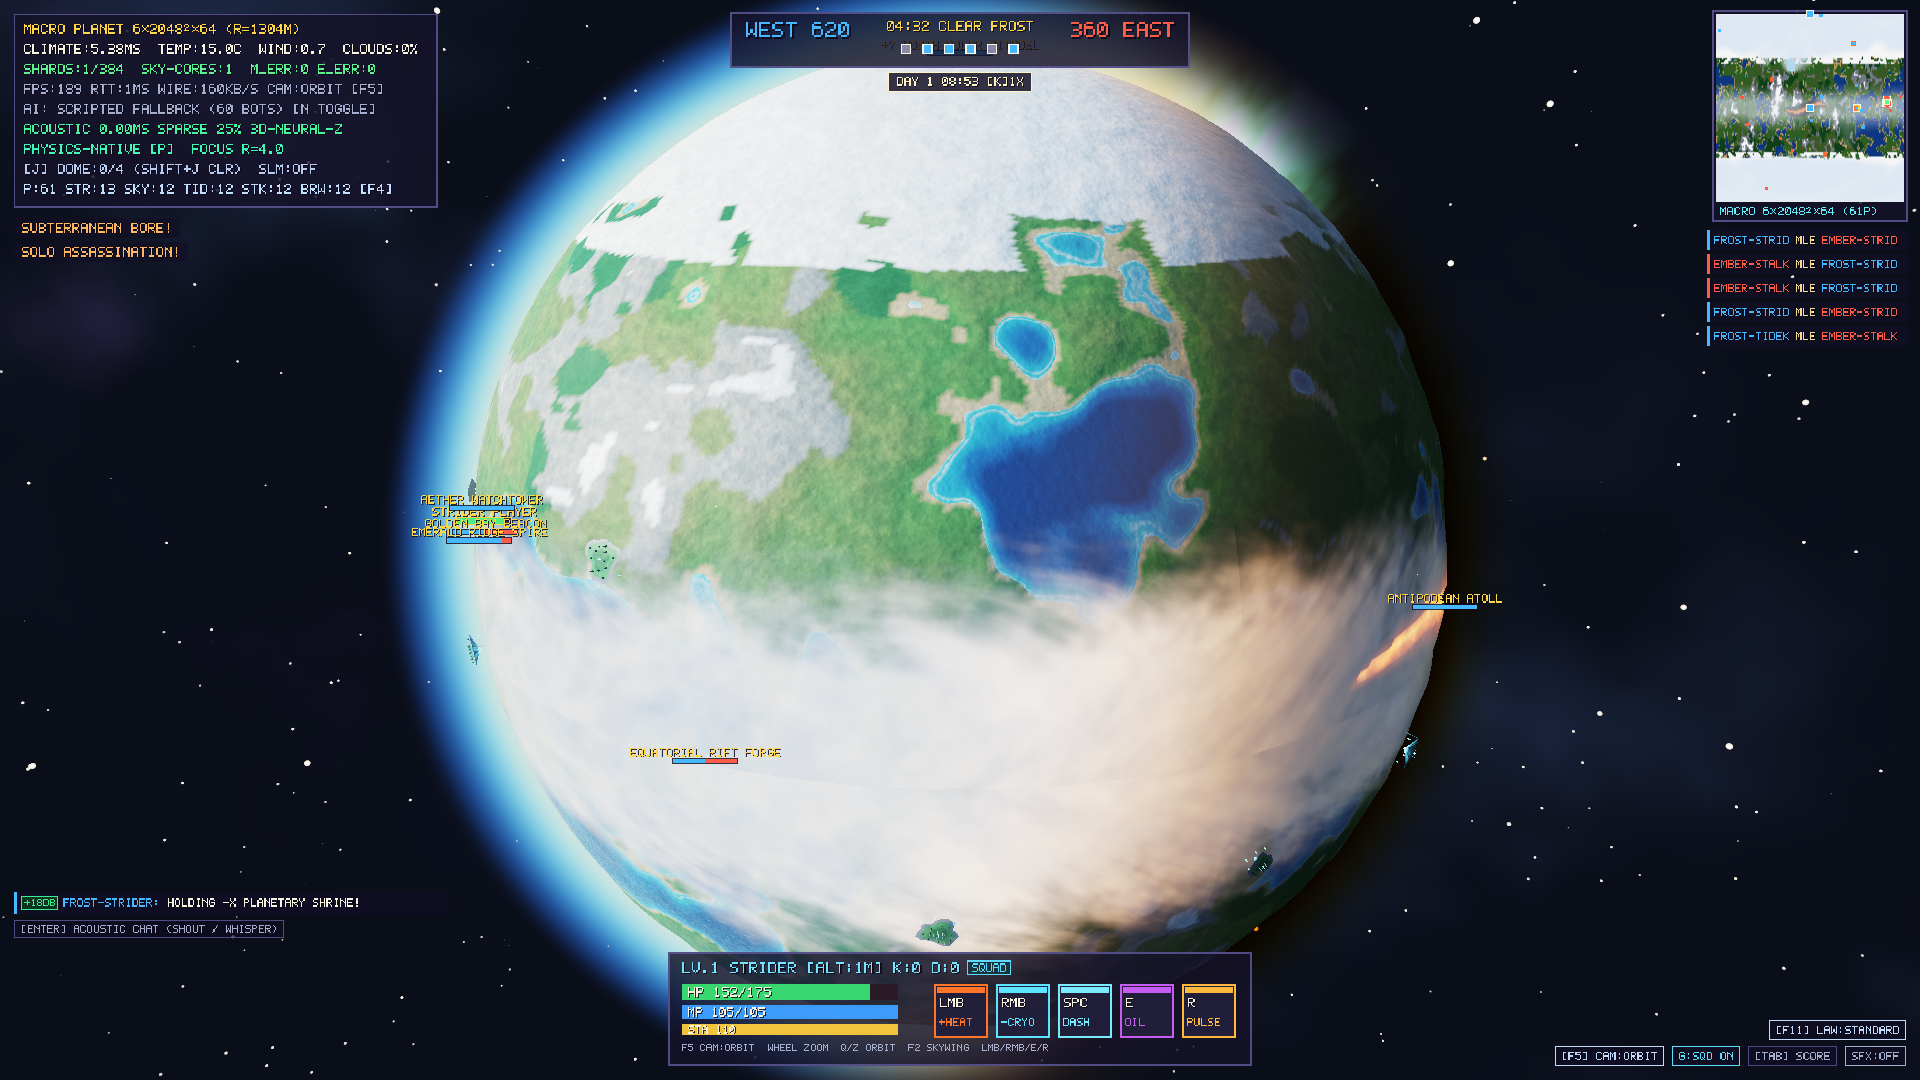 MACRO PLANET 6×2048²×64 (R=1304M)
CLIMATE:5.38MS TEMP:15.0C WIND:0.7 CLOUDS:0%
SHARDS:1/384 SKY-CORES:1 M_ERR:0 E_ERR:0
FPS:189 RTT:1MS WIRE:160KB/S CAM:ORBIT [F5]
AI: SCRIPTED FALLBACK (60 BOTS) [N TOGGLE]
ACOUSTIC 0.00MS SPARSE 25% 3D-NEURAL-Z
PHYSICS-NATIVE [P] FOCUS R=4.0
[J] DOME:0/4 (SHIFT+J CLR) SLM:OFF
P:61 STR:13 SKY:12 TID:12 STK:12 BRW:12 [F4]
SUBTERRANEAN BORE!
SOLO ASSASSINATION!
WEST 620
04:32 CLEAR FROST
360 EAST
DAY 1 08:53 [K]1X
MACRO 6×2048²×64 (61P)
FROST-STRID MLE EMBER-STRID
EMBER-STALK MLE FROST-STRID
EMBER-STALK MLE FROST-STRID
FROST-STRID MLE EMBER-STRID
FROST-TIDEK MLE EMBER-STALK
AETHER WATCHTOWER
STRIDER PLAYER
GOLDEN BAY BEACON
EMERALD RIDGE SPIRE
ANTIPODEAN ATOLL
EQUATORIAL RIFT FORGE
+18DB FROST-STRIDER: HOLDING -X PLANETARY SHRINE!
[ENTER] ACOUSTIC CHAT (SHOUT / WHISPER)
LV.1 STRIDER [ALT:1M] K:0 D:0 SQUAD
HP 152/175
MP 105/105
STA 110
LMB +HEAT
RMB -CRYO
SPC DASH
E OIL
R PULSE
F5 CAM:ORBIT WHEEL ZOOM Q/Z ORBIT F2 SKYWING LMB/RMB/E/R
[F11] LAW:STANDARD
[F5] CAM:ORBIT
G:SQD ON
[TAB] SCORE
SFX:OFF